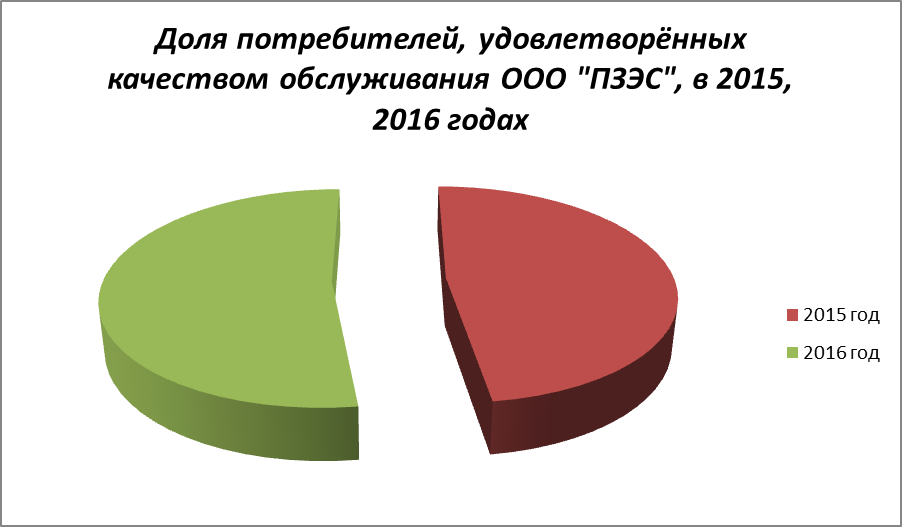 Доля потребителей, удовлетворённых
качеством обслуживания ООО "ПЗЭС", в 2015,
2016 годах
2015 год
2016 год